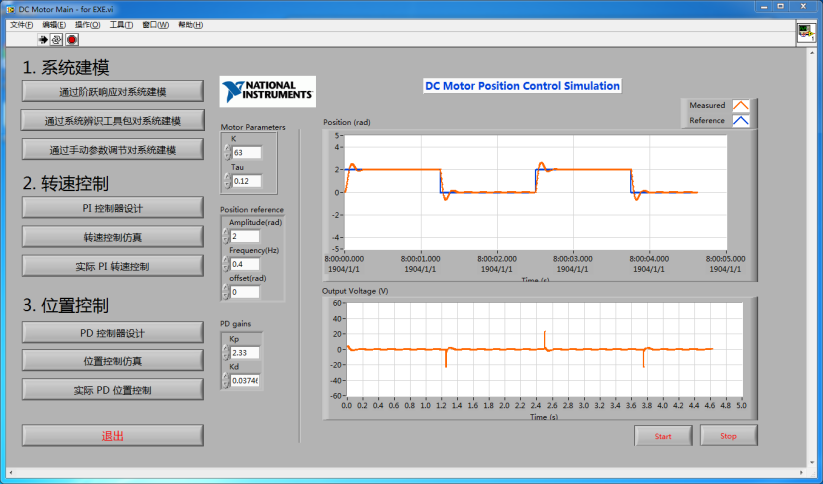 DC Motor Main - for EXE.vi
文件(F) 编辑(E) 操作(O) 工具(T) 窗口(W) 帮助(H)
1
1. 系统建模
通过阶跃响应对系统建模
通过系统辨识工具包对系统建模
通过手动参数调节对系统建模
2. 转速控制
PI 控制器设计
转速控制仿真
实际 PI 转速控制
3. 位置控制
PD 控制器设计
位置控制仿真
实际 PD 位置控制
退出
NATIONAL
INSTRUMENTS
Motor Parameters
K
63
Tau
0.12
Position reference
Amplitude(rad)
2
Frequency(Hz)
0.4
offset(rad)
0
PD gains
Kp
2.33
Kd
0.03746
DC Motor Position Control Simulation
Measured
Reference
Position (rad)
5
4
2
0
-2
-4
-5
8:00:00.000 8:00:01.000 8:00:02.000 8:00:03.000 8:00:04.000 8:00:05.000
1904/1/1 1904/1/1 1904/1/1 1904/1/1 1904/1/1 1904/1/1
Time (s)
Output Voltage (V)
60
40
20
0
-20
-40
-60
0.0 0.2 0.4 0.6 0.8 1.0 1.2 1.4 1.6 1.8 2.0 2.2 2.4 2.6 2.8 3.0 3.2 3.4 3.6 3.8 4.0 4.2 4.4 4.6 4.8 5.0
Time (s)
Start Stop